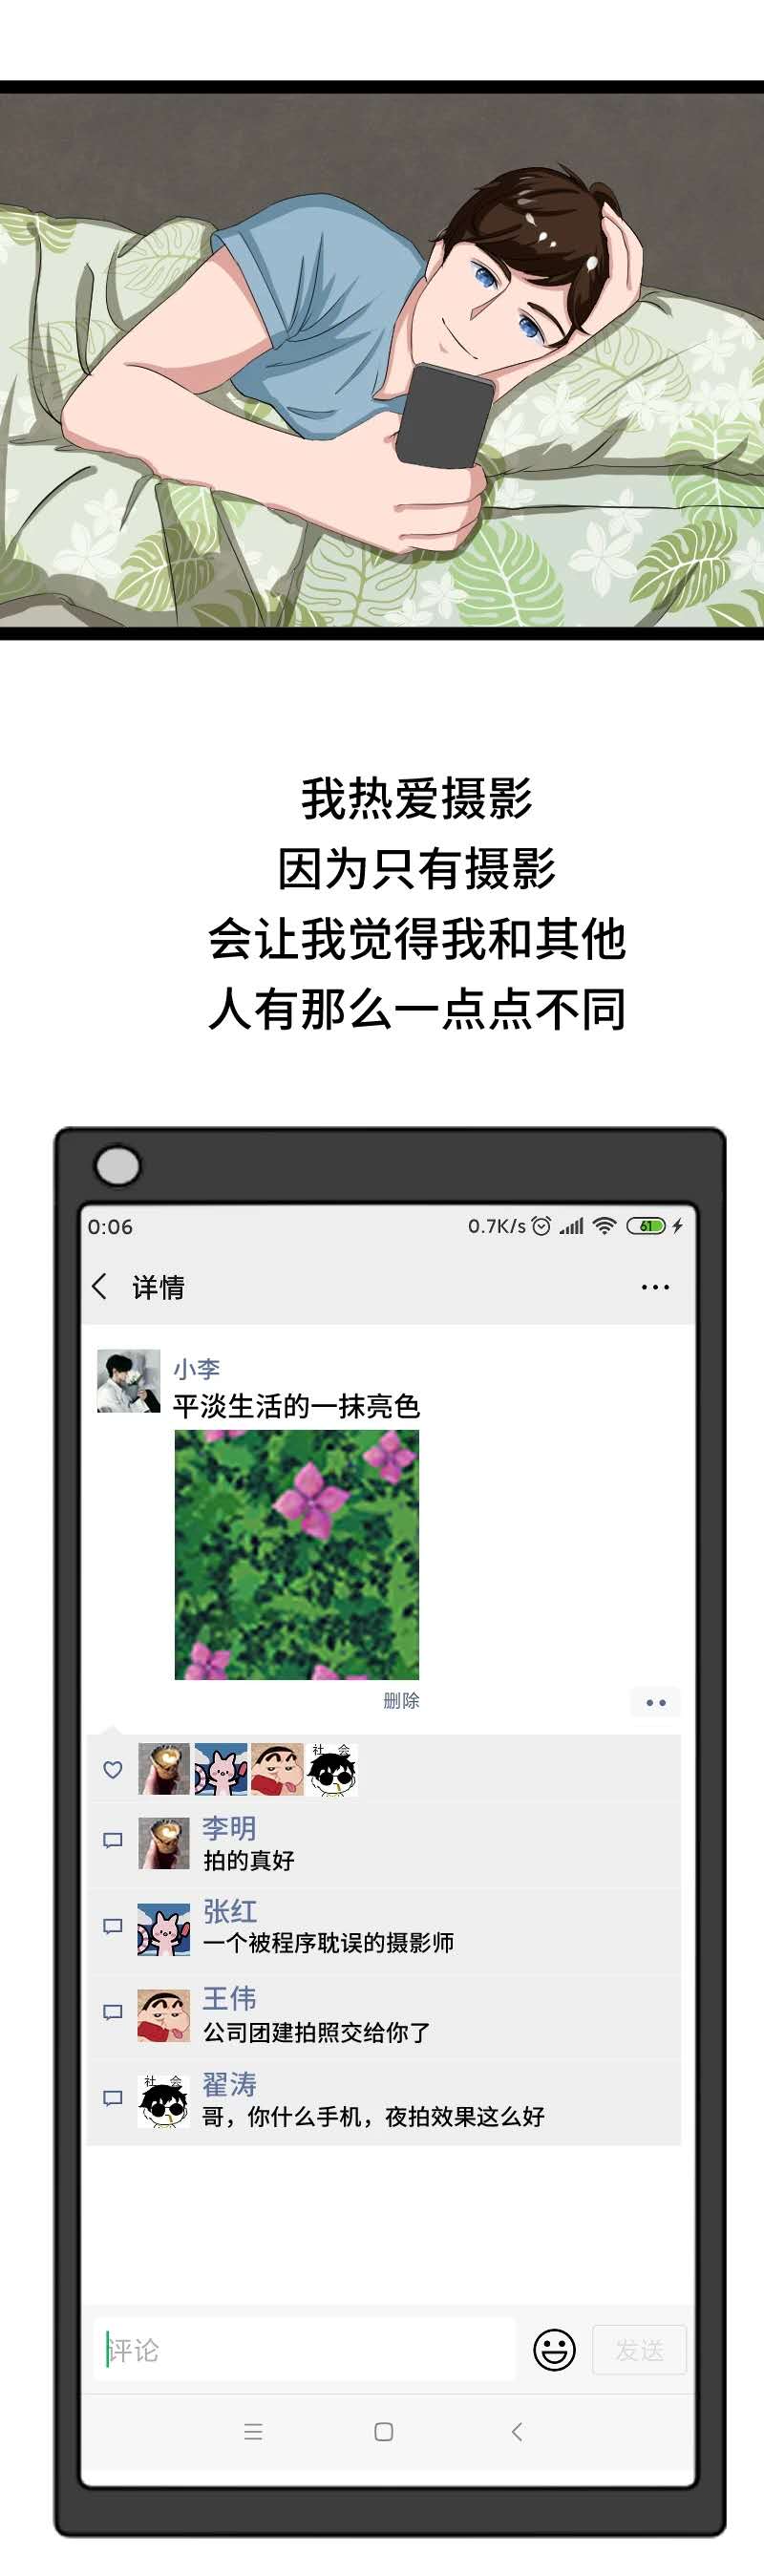 我热爱摄影
因为只有摄影
会让我觉得我和其他
人有那么一点点不同
0:06 0.7K/s 61
详情
小李
平淡生活的一抹亮色
删除
社 会
李明
拍的真好
张红
一个被程序耽误的摄影师
王伟
公司团建拍照交给你了
社 会
翟涛
哥，你什么手机，夜拍效果这么好
评论 发送